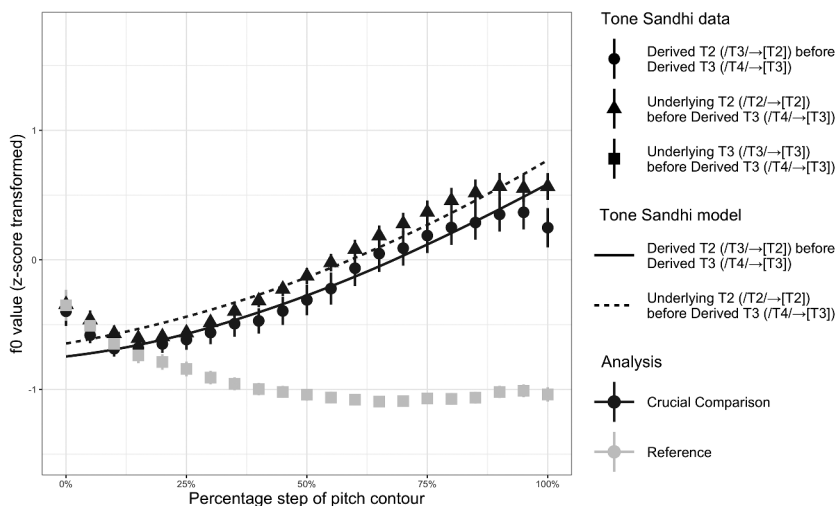 Tone Sandhi data
Derived T2 (/T3/→[T2]) before
Derived T3 (/T4/→[T3])
Underlying T2 (/T2/→[T2])
before Derived T3 (/T4/→[T3])
Underlying T3 (/T3/→[T3])
before Derived T3 (/T4/→[T3])
Tone Sandhi model
Derived T2 (/T3/→[T2]) before
Derived T3 (/T4/→[T3])
Underlying T2 (/T2/→[T2])
before Derived T3 (/T4/→[T3])
Analysis
Crucial Comparison
Reference
f0 value (z-score transformed)
1
0
-1
0%
25%
50%
75%
100%
Percentage step of pitch contour